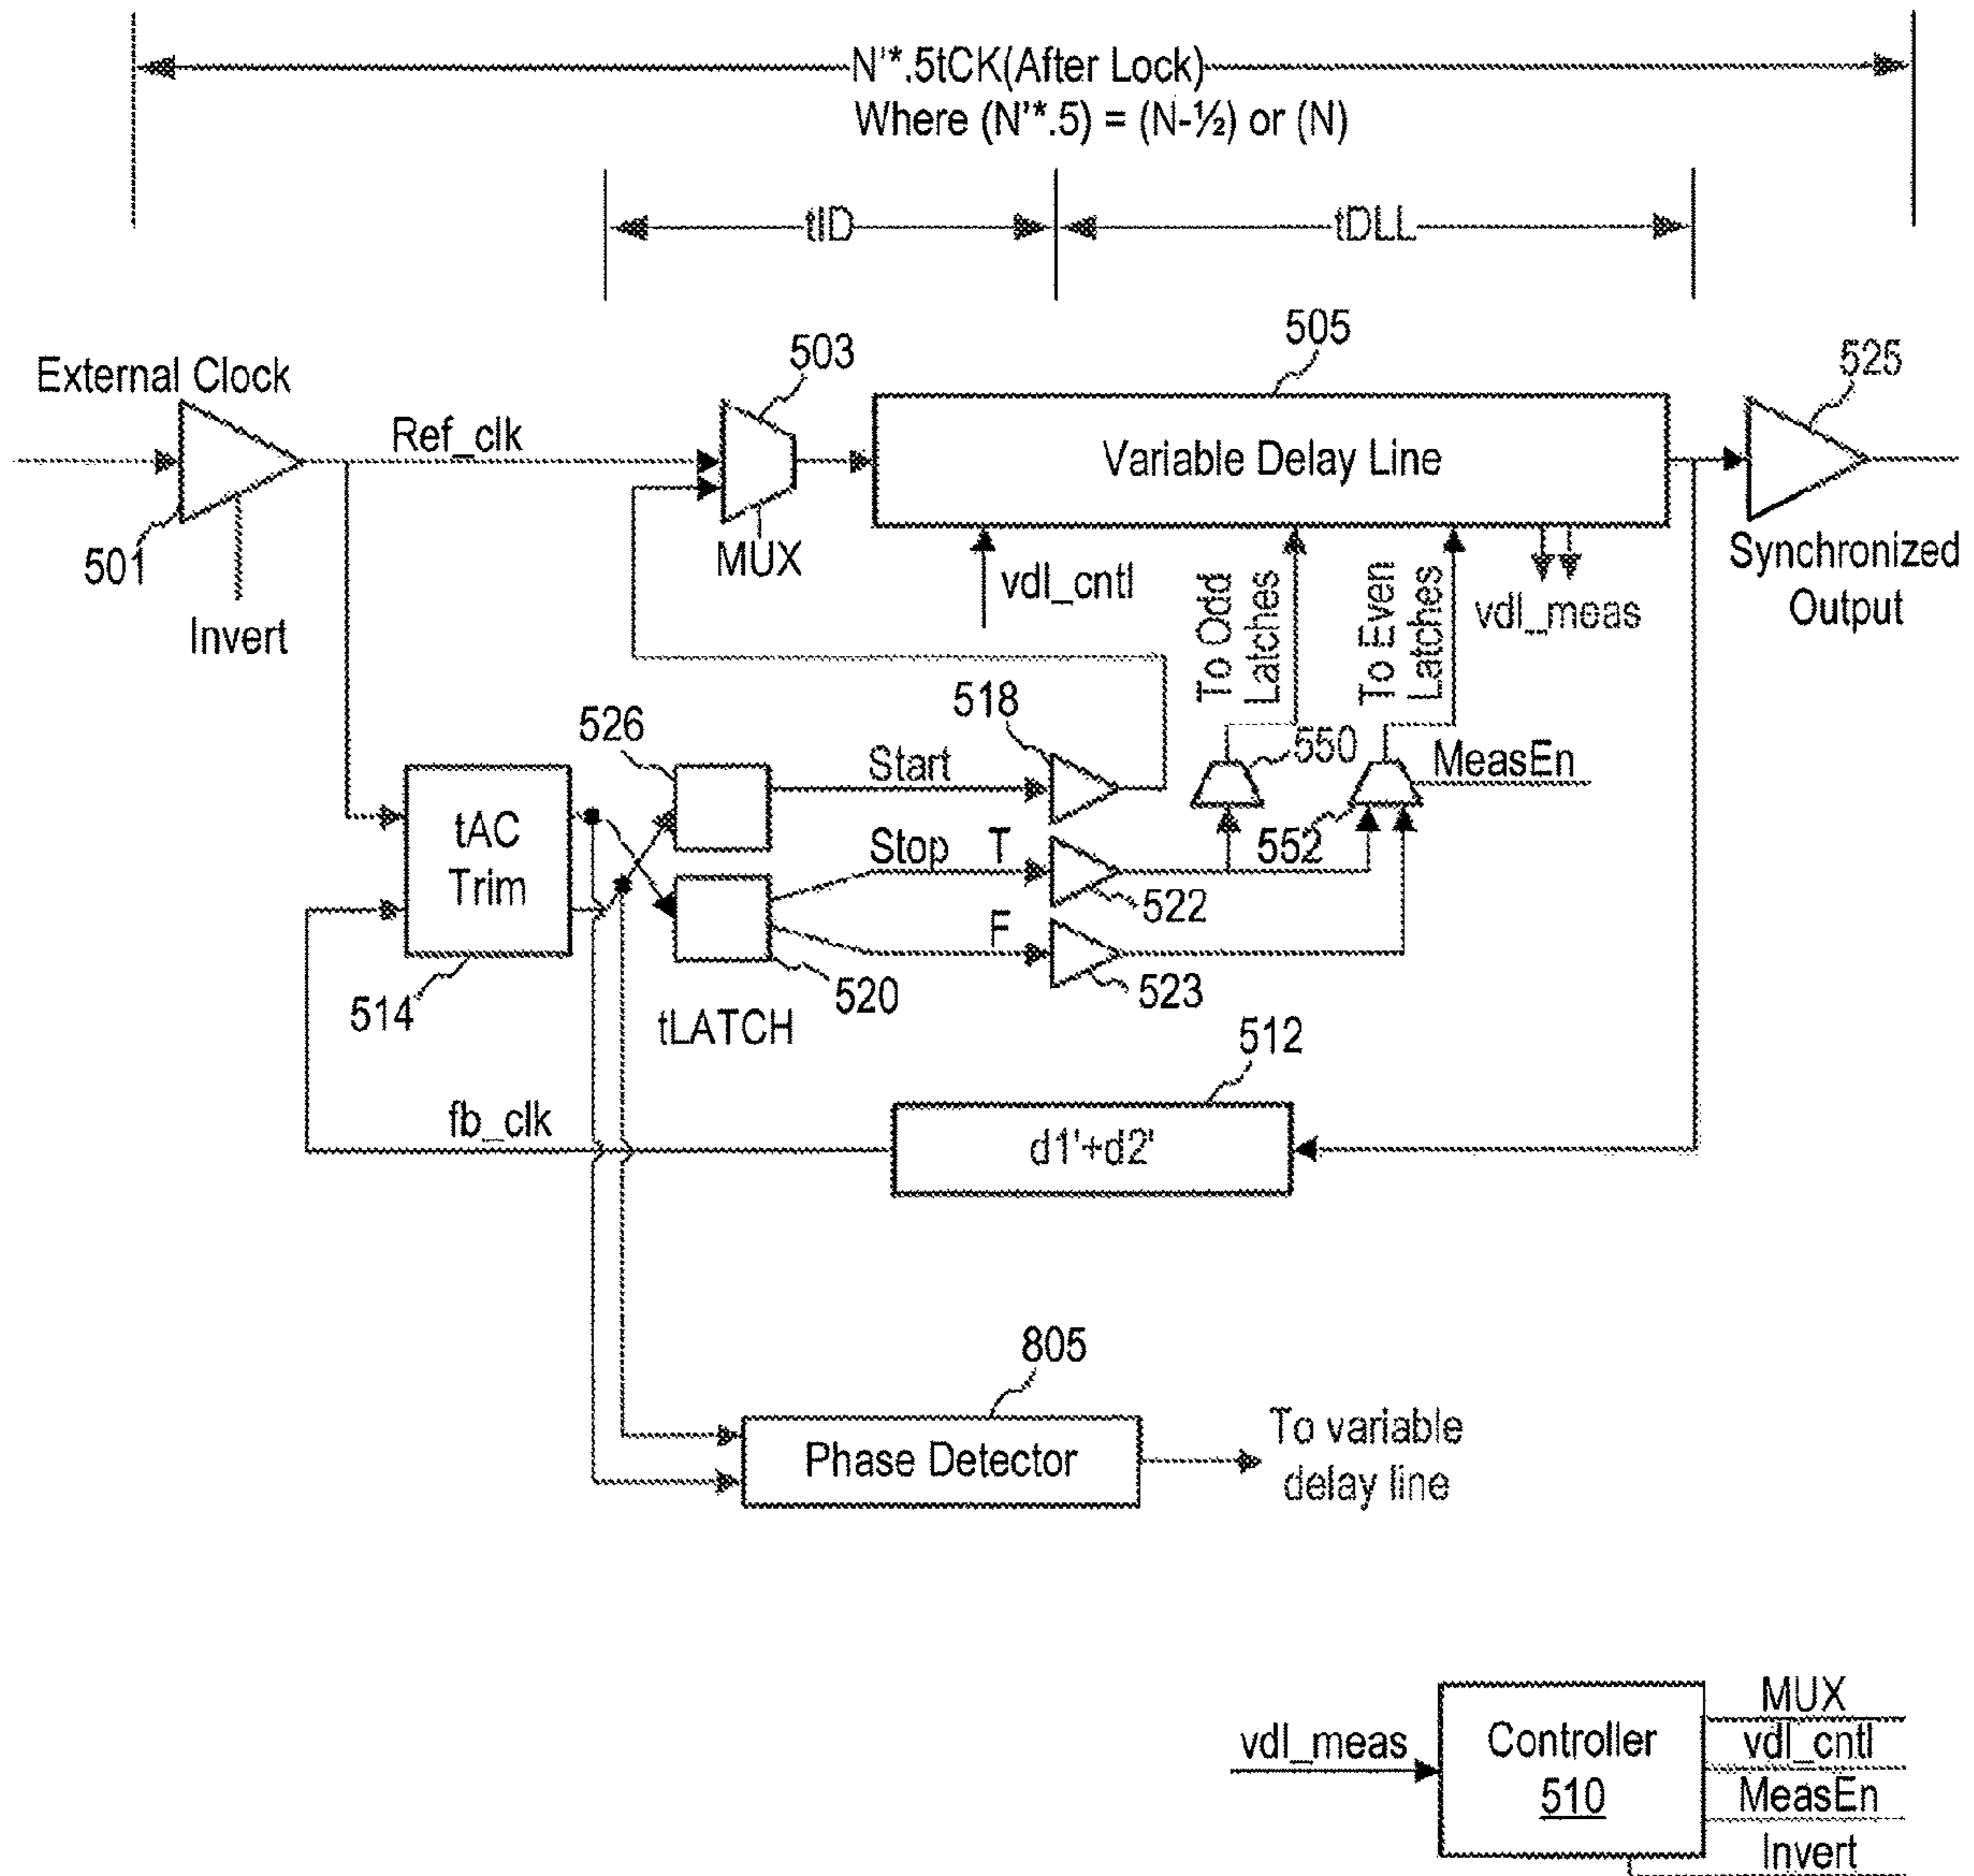 N'*.5tCK(After Lock)
Where (N'*.5) = (N-½) or (N)
tID
tDLL
External Clock
501
Invert
Ref_clk
503
MUX
505
Variable Delay Line
525
Synchronized
Output
vdl_cntl
To Odd
Latches
To Even
Latches
vdl_meas
526
518
550
MeasEn
552
Start
Stop
T
F
522
523
520
tLATCH
tAC
Trim
514
fb_clk
512
d1'+d2'
805
Phase Detector
To variable
delay line
vdl_meas
Controller
510
MUX
vdl_cntl
MeasEn
Invert